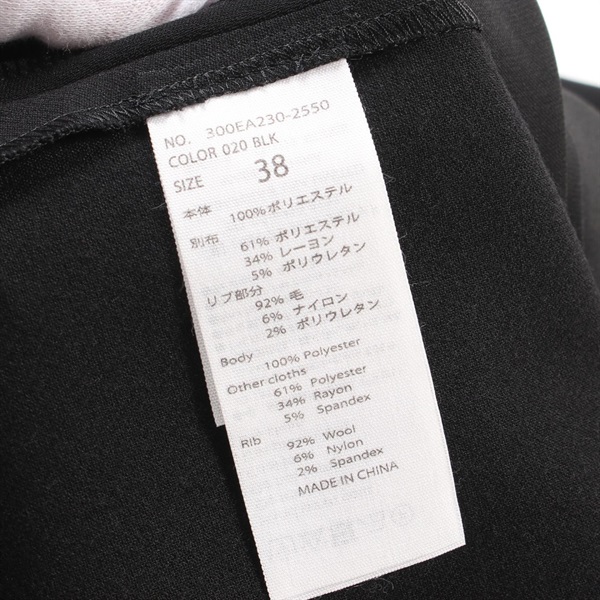 NO. 300EA230-2550
COLOR 020 BLK
SIZE 38
本体 100% ポリエステル
別布 61% ポリエステル
34% レーヨン
5% ポリウレタン
リブ部分
92% 毛
6% ナイロン
2% ポリウレタン
Body 100% Polyester
Other cloths
61% Polyester
34% Rayon
5% Spandex
Rib 92% Wool
6% Nylon
2% Spandex
MADE IN CHINA